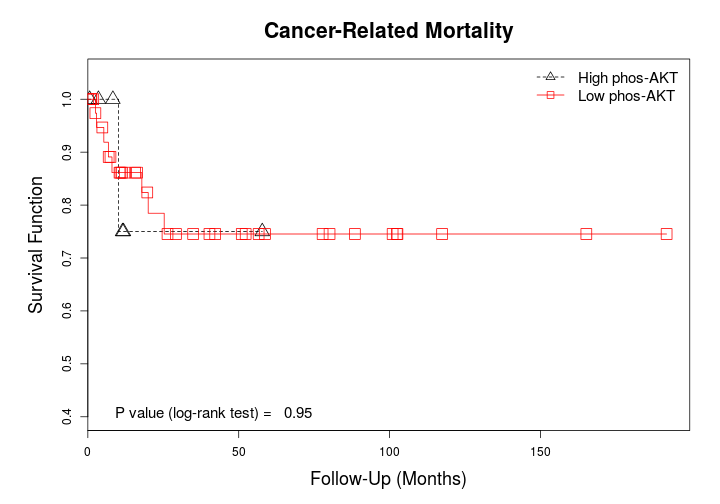 Cancer-Related Mortality
High phos-AKT
Low phos-AKT
Survival Function
1.0
0.9
0.8
0.7
0.6
0.5
0.4
P value (log-rank test) = 0.95
0 50 100 150
Follow-Up (Months)